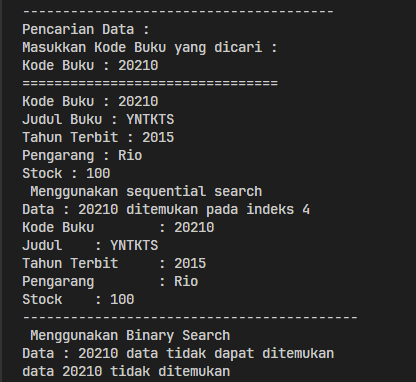 ---------------------------------------
Pencarian Data :
Masukkan Kode Buku yang dicari :
Kode Buku : 20210
================================
Kode Buku : 20210
Judul Buku : YNTKTS
Tahun Terbit : 2015
Pengarang : Rio
Stock : 100
 Menggunakan sequential search
Data : 20210 ditemukan pada indeks 4
Kode Buku        : 20210
Judul    : YNTKTS
Tahun Terbit     : 2015
Pengarang        : Rio
Stock    : 100
------------------------------------------
 Menggunakan Binary Search
Data : 20210 data tidak dapat ditemukan
data 20210 tidak ditemukan